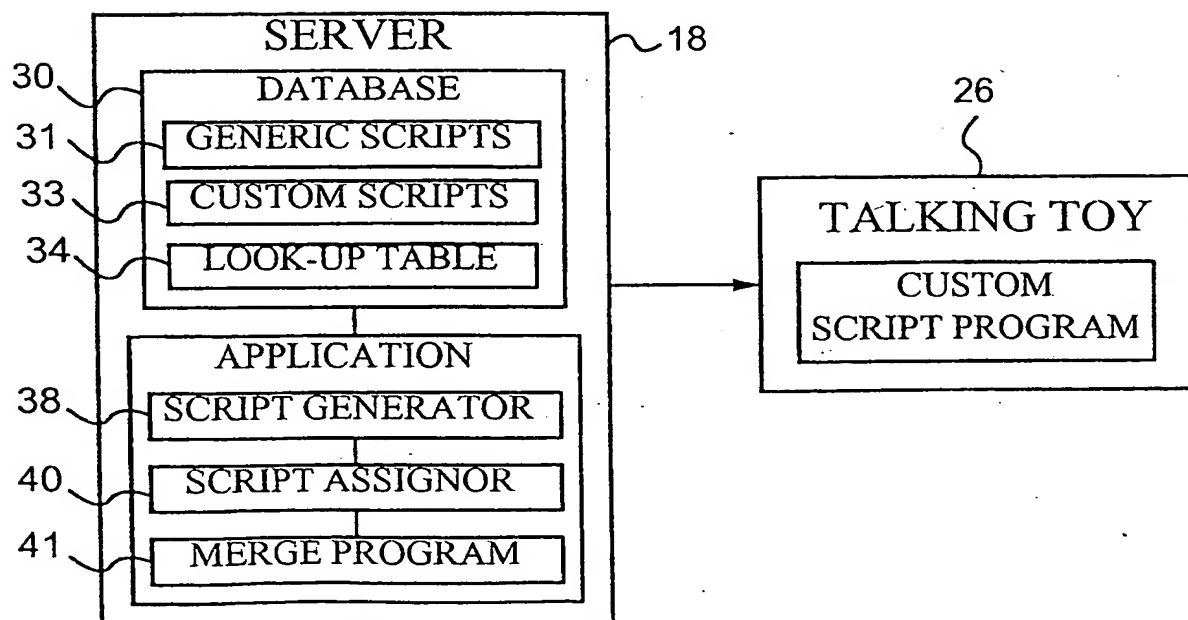 SERVER
18
30
DATABASE
31
GENERIC SCRIPTS
33
CUSTOM SCRIPTS
34
LOOK-UP TABLE
APPLICATION
38
SCRIPT GENERATOR
40
SCRIPT ASSIGNOR
41
MERGE PROGRAM
26
TALKING TOY
CUSTOM
SCRIPT PROGRAM